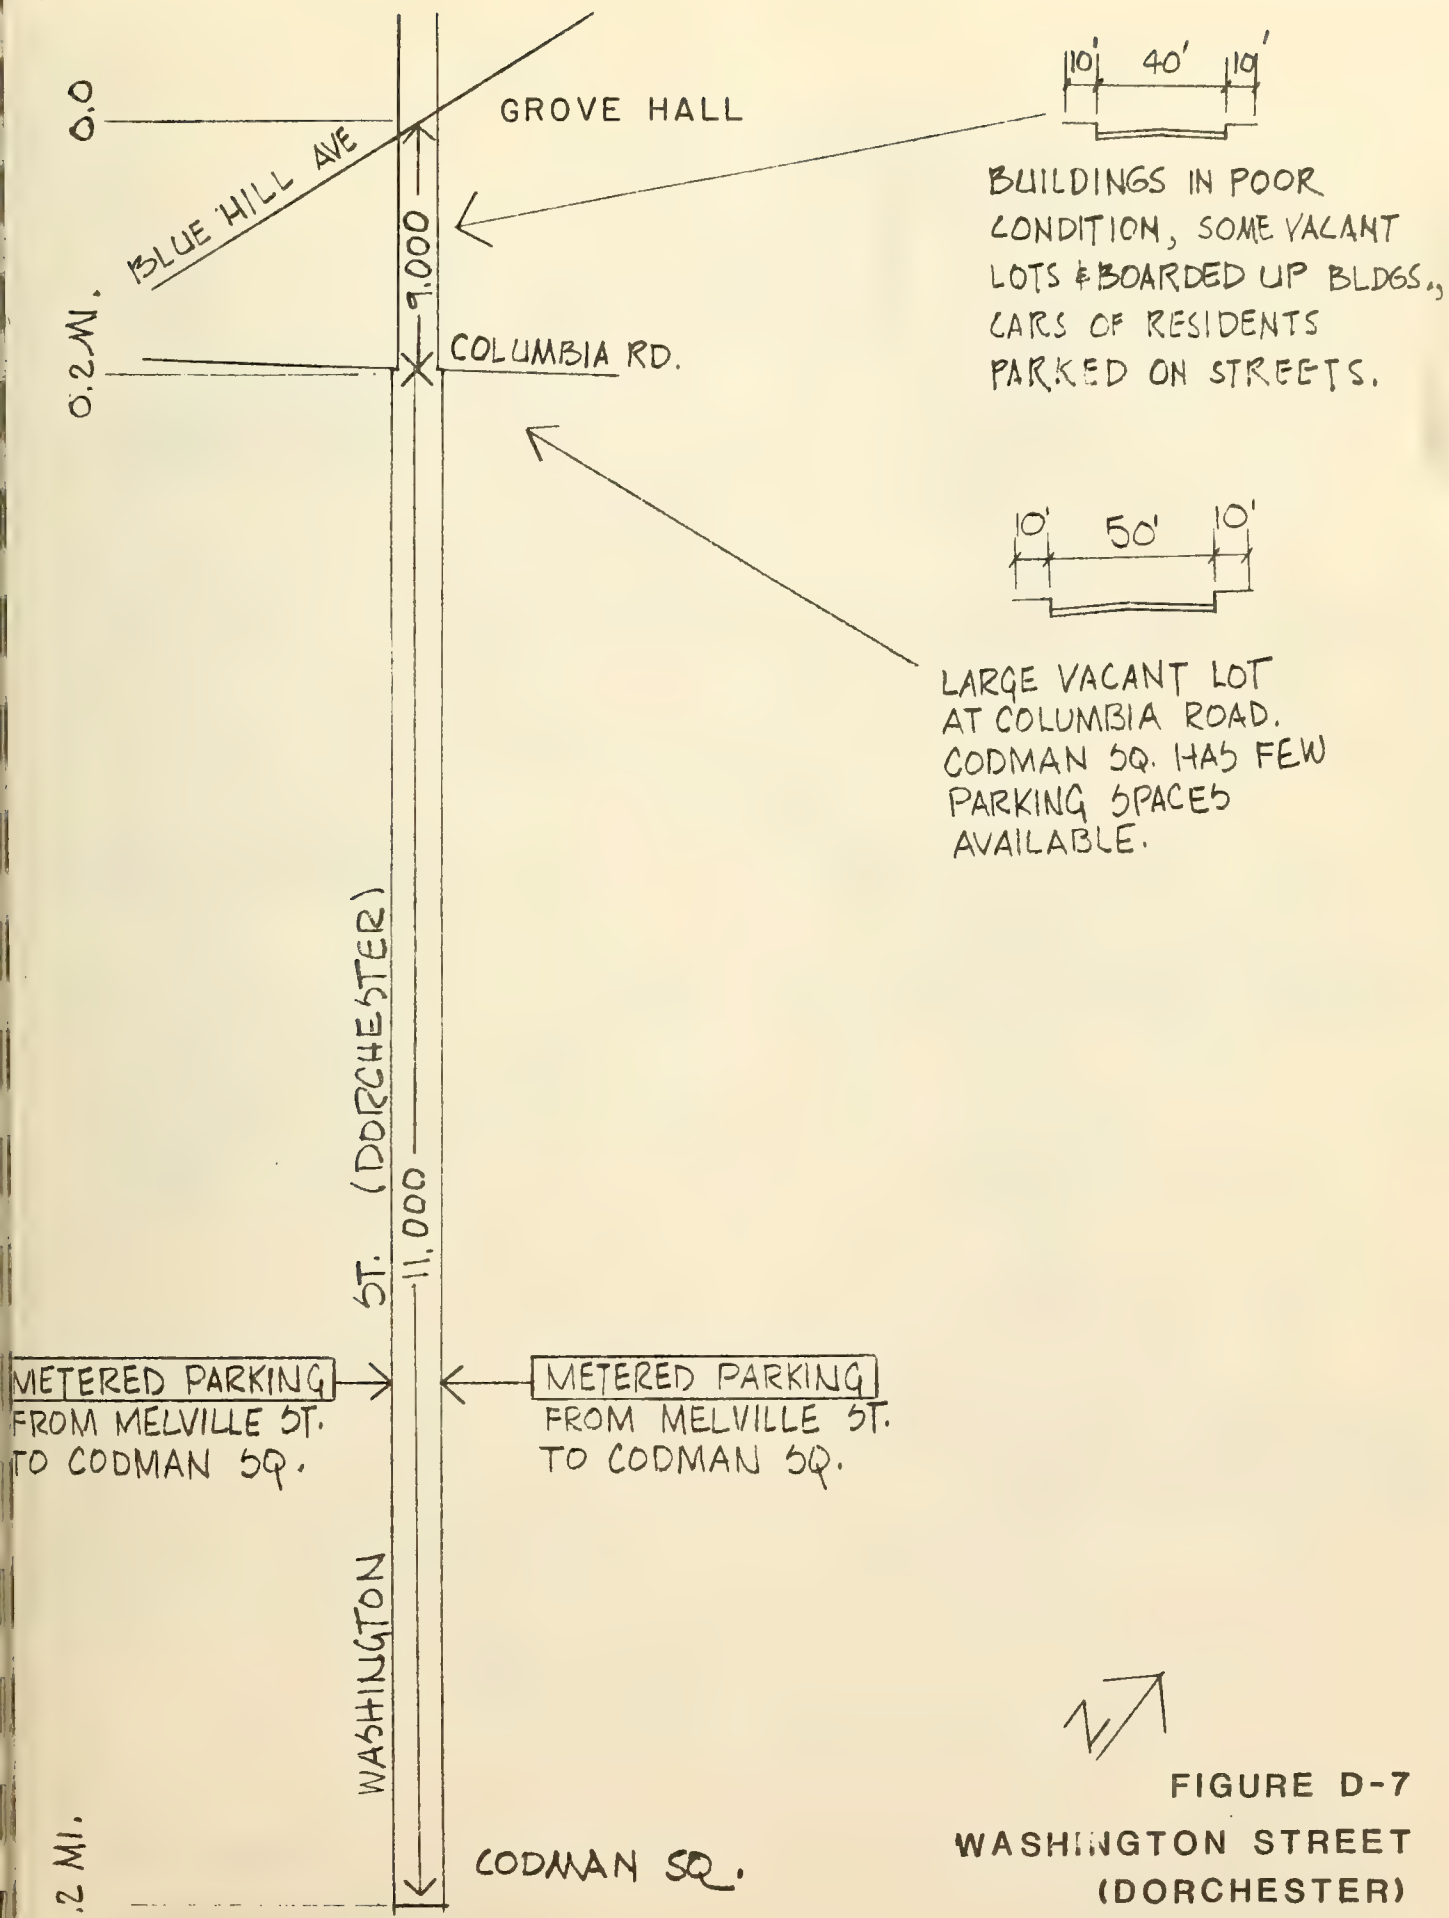 0.0
GROVE HALL
BLUE HILL AVE
9.000
0.2 MI.
COLUMBIA RD.
10' 40' 10'
BUILDINGS IN POOR
CONDITION, SOME VACANT
LOTS & BOARDED UP BLDGS.,
CARS OF RESIDENTS
PARKED ON STREETS.
10' 50' 10'
LARGE VACANT LOT
AT COLUMBIA ROAD.
CODMAN SQ. HAS FEW
PARKING SPACES
AVAILABLE.
WASHINGTON ST. (DORCHESTER)
11.000
METERED PARKING
FROM MELVILLE ST.
TO CODMAN SQ.
METERED PARKING
FROM MELVILLE ST.
TO CODMAN SQ.
.2 MI.
CODMAN SQ.
N
FIGURE D-7
WASHINGTON STREET
(DORCHESTER)